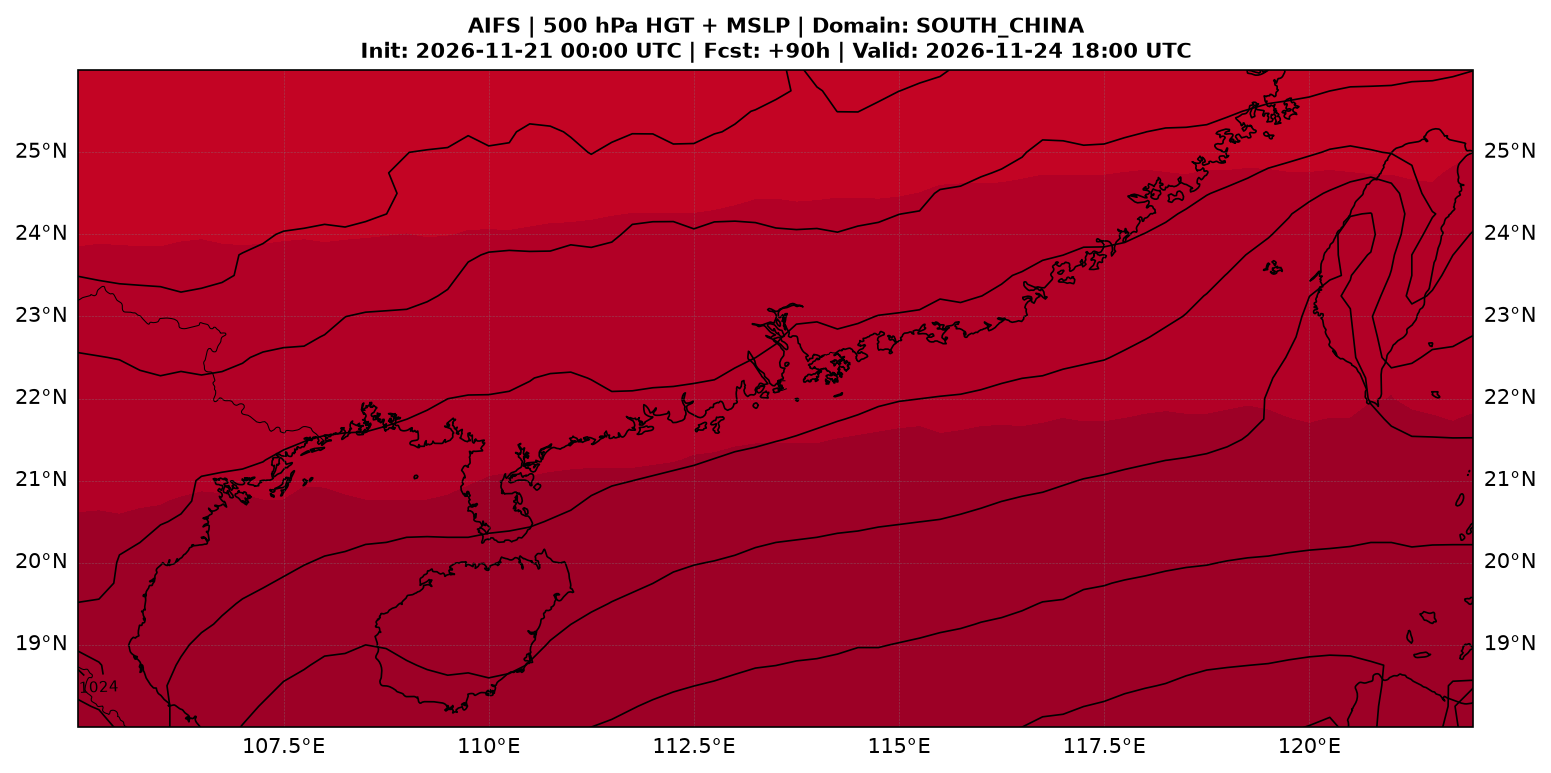 AIFS | 500 hPa HGT + MSLP | Domain: SOUTH_CHINA
Init: 2026-11-21 00:00 UTC | Fcst: +90h | Valid: 2026-11-24 18:00 UTC
25°N 25°N
24°N 24°N
23°N 23°N
22°N 22°N
21°N 21°N
20°N 20°N
19°N 19°N
1024
107.5°E 110°E 112.5°E 115°E 117.5°E 120°E